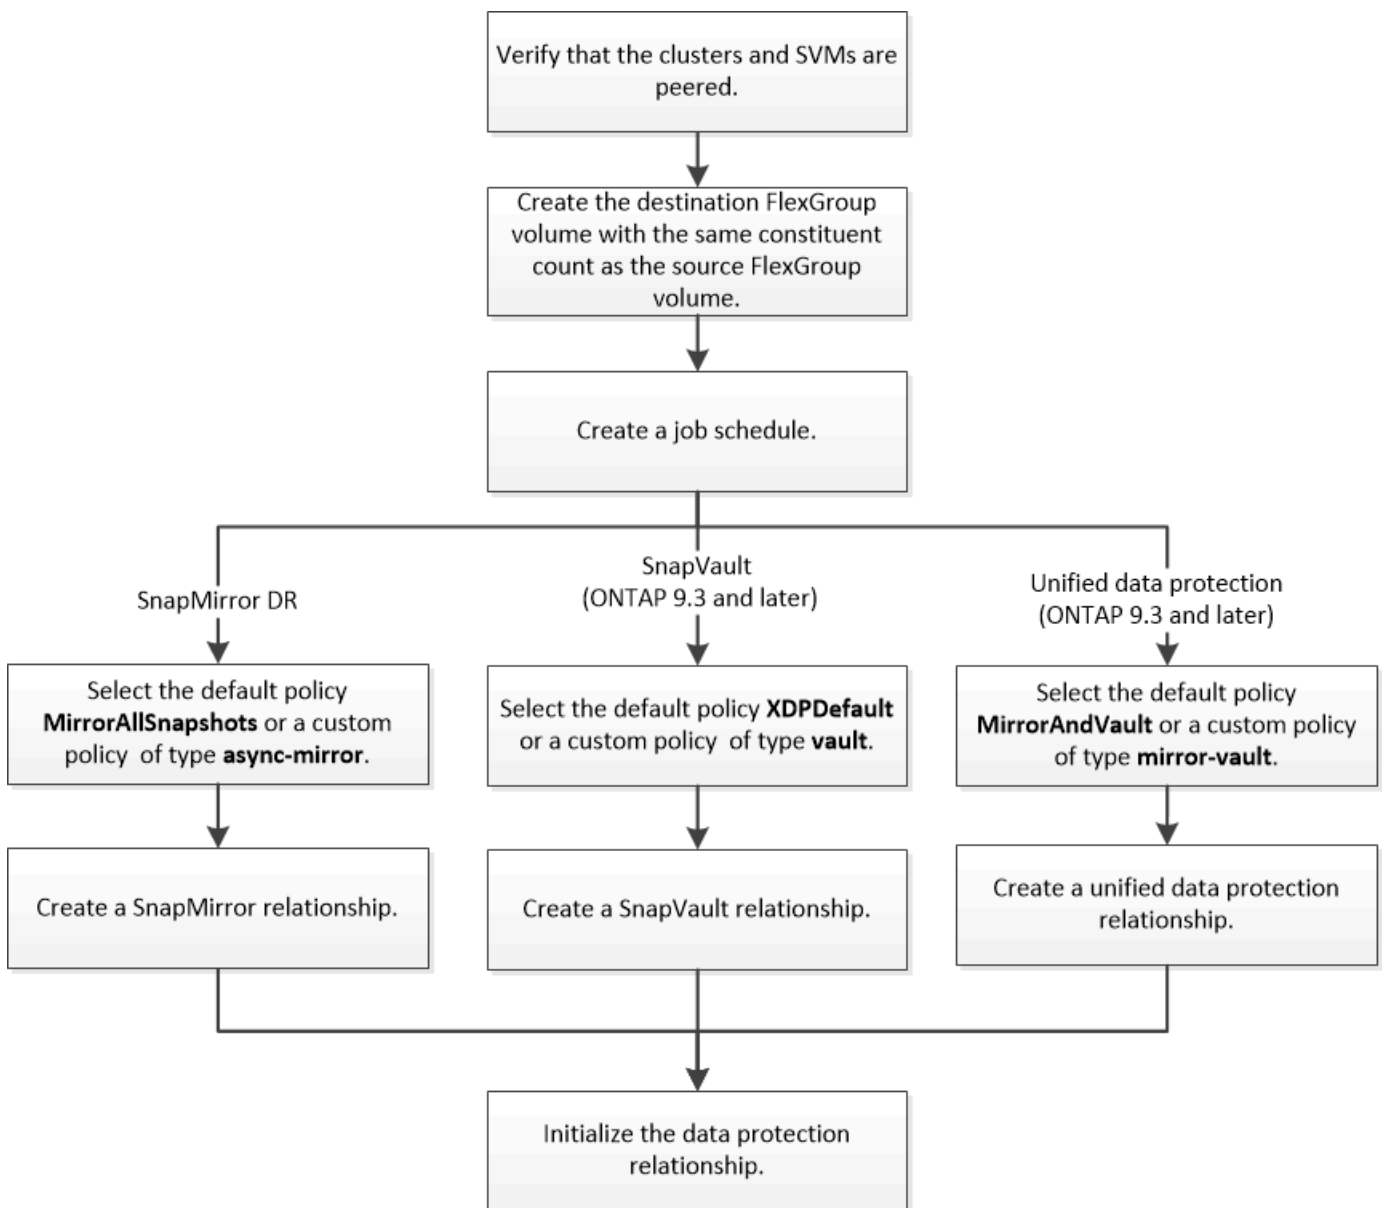 Verify that the clusters and SVMs are
peered.
Create the destination FlexGroup
volume with the same constituent
count as the source FlexGroup
volume.
Create a job schedule.
SnapMirror DR
SnapVault
(ONTAP 9.3 and later)
Unified data protection
(ONTAP 9.3 and later)
Select the default policy
MirrorAllSnapshots or a custom
policy of type async-mirror.
Select the default policy XDPDefault
or a custom policy of type vault.
Select the default policy
MirrorAndVault or a custom policy
of type mirror-vault.
Create a SnapMirror relationship.
Create a SnapVault relationship.
Create a unified data protection
relationship.
Initialize the data protection
relationship.